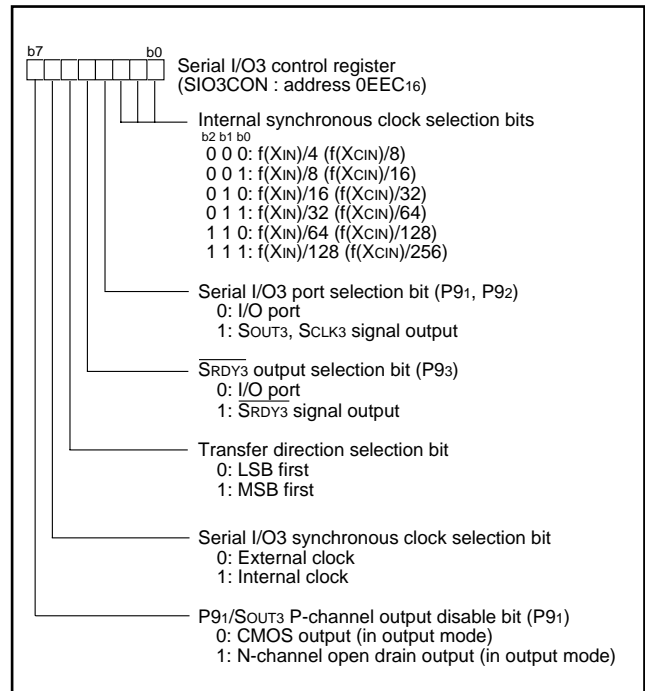 b7 b0
Serial I/O3 control register
(SIO3CON : address 0EEC16)
Internal synchronous clock selection bits
b2 b1 b0
0 0 0: f(XIN)/4 (f(XCIN)/8)
0 0 1: f(XIN)/8 (f(XCIN)/16)
0 1 0: f(XIN)/16 (f(XCIN)/32)
0 1 1: f(XIN)/32 (f(XCIN)/64)
1 1 0: f(XIN)/64 (f(XCIN)/128)
1 1 1: f(XIN)/128 (f(XCIN)/256)
Serial I/O3 port selection bit (P91, P92)
0: I/O port
1: SOUT3, SCLK3 signal output
SRDY3 output selection bit (P93)
0: I/O port
1: SRDY3 signal output
Transfer direction selection bit
0: LSB first
1: MSB first
Serial I/O3 synchronous clock selection bit
0: External clock
1: Internal clock
P91/SOUT3 P-channel output disable bit (P91)
0: CMOS output (in output mode)
1: N-channel open drain output (in output mode)